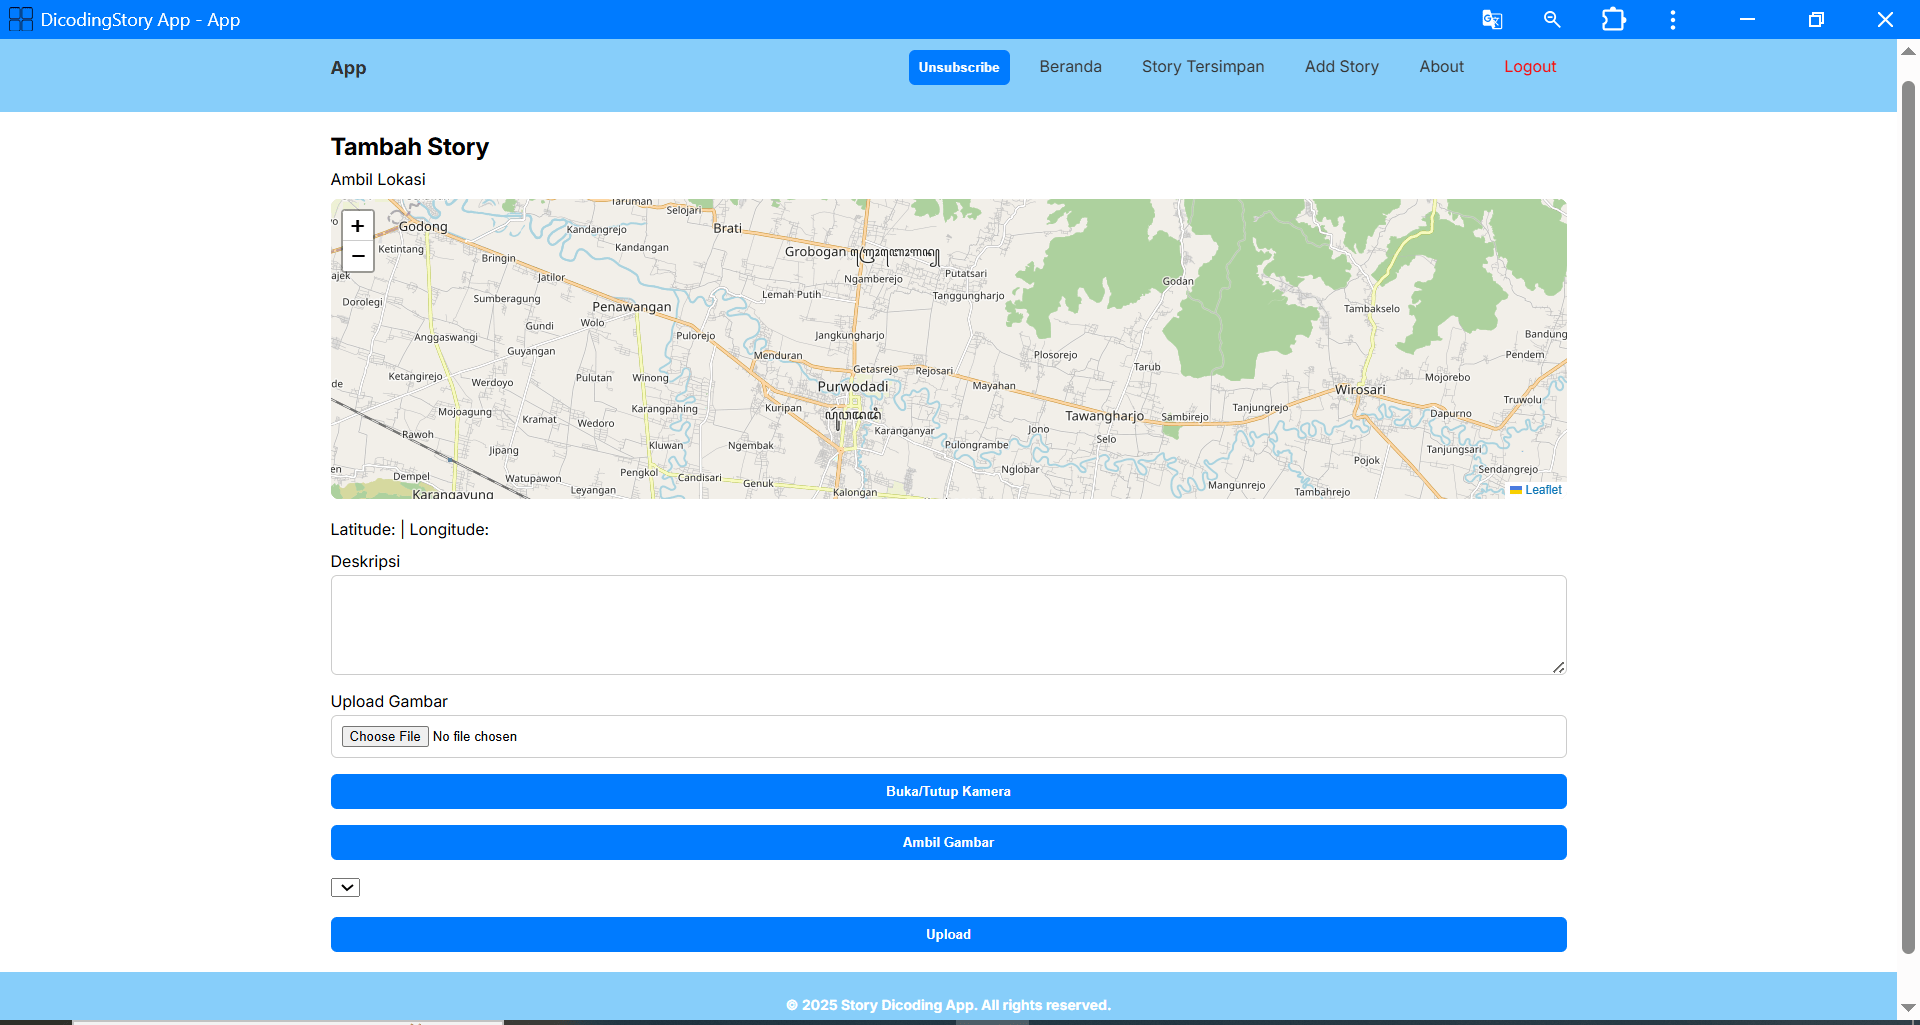 DicodingStory App - App
App
Unsubscribe
Beranda
Story Tersimpan
Add Story
About
Logout
Tambah Story
Ambil Lokasi
+
−
Taruman
Selojari
Godong
Kandangrejo
Brati
Ketintang
Kandangan
Grobogan
Bringin
Jatilor
Ngamberejo
Putatsari
Godan
Dorolegi
Sumberagung
Penawangan
Lemah Putih
Tanggungharjo
Tambakselo
Gundi
Wolo
Anggaswangi
Pulorejo
Jangkungharjo
Bandung
Guyangan
Menduran
Plosorejo
Pendem
Ketangirejo
Werdoyo
Pulutan
Winong
Getasrejo
Rejosari
Tarub
Mojorebo
Purwodadi
Mayahan
Wirosari
Truwolu
Mojoagung
Kramat
Wedoro
Karangpahing
Kuripan
Tawangharjo
Sambirejo
Tanjungrejo
Dapurno
Rawoh
Jipang
Kluwan
Ngembak
Karanganyar
Pulongrambe
Jono
Selo
Tanjungsari
Dempel
Watupawon
Pengkol
Candisari
Genuk
Nglobar
Pojok
Sendangrejo
Karangayung
Leyangan
Kalongan
Mangunrejo
Tambahrejo
Leaflet
Latitude: | Longitude:
Deskripsi
Upload Gambar
Choose File No file chosen
Buka/Tutup Kamera
Ambil Gambar
Upload
© 2025 Story Dicoding App. All rights reserved.